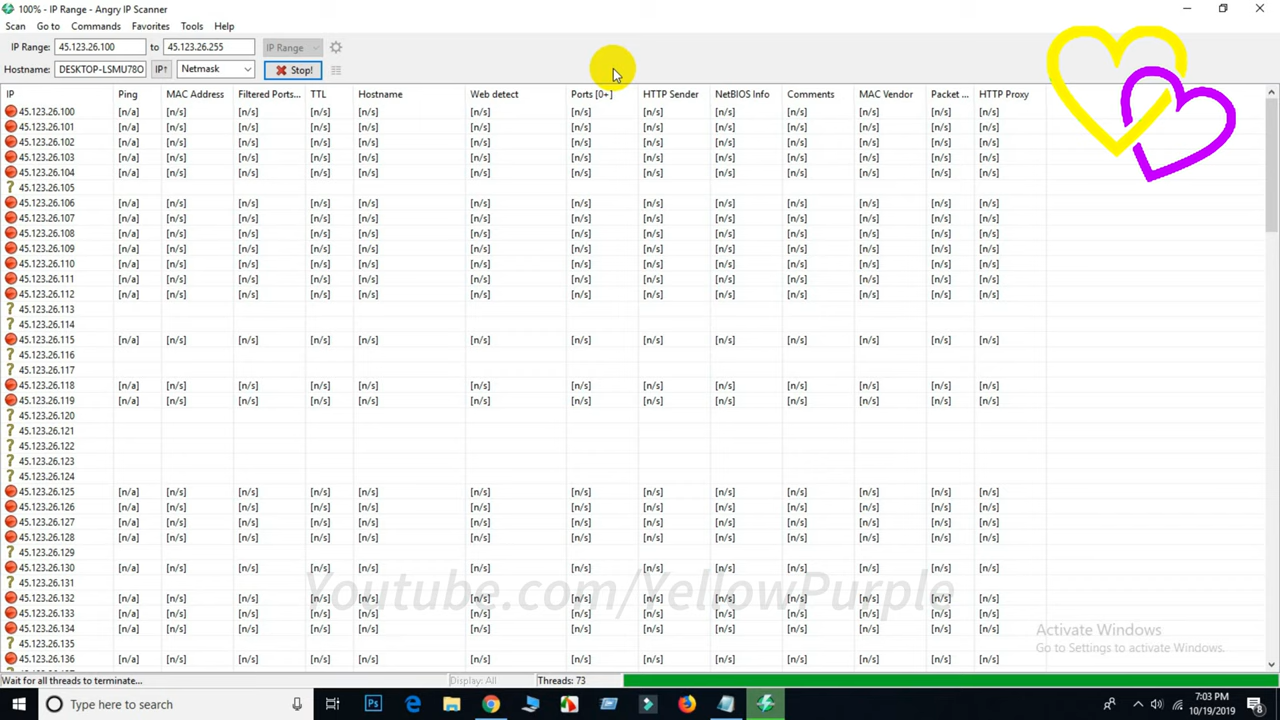 100% - IP Range - Angry IP Scanner
Scan Go to Commands Favorites Tools Help
IP Range: 45.123.26.100 to 45.123.26.255 IP Range
Hostname: DESKTOP-LSMU78O IP↑ Netmask Stop!
IP Ping MAC Address Filtered Ports... TTL Hostname Web detect Ports [0+] HTTP Sender NetBIOS Info Comments MAC Vendor Packet ... HTTP Proxy
45.123.26.100 [n/a] [n/s] [n/s] [n/s] [n/s] [n/s] [n/s] [n/s] [n/s] [n/s] [n/s] [n/s] [n/s]
45.123.26.101 [n/a] [n/s] [n/s] [n/s] [n/s] [n/s] [n/s] [n/s] [n/s] [n/s] [n/s] [n/s] [n/s]
45.123.26.102 [n/a] [n/s] [n/s] [n/s] [n/s] [n/s] [n/s] [n/s] [n/s] [n/s] [n/s] [n/s] [n/s]
45.123.26.103 [n/a] [n/s] [n/s] [n/s] [n/s] [n/s] [n/s] [n/s] [n/s] [n/s] [n/s] [n/s] [n/s]
45.123.26.104 [n/a] [n/s] [n/s] [n/s] [n/s] [n/s] [n/s] [n/s] [n/s] [n/s] [n/s] [n/s] [n/s]
? 45.123.26.105
45.123.26.106 [n/a] [n/s] [n/s] [n/s] [n/s] [n/s] [n/s] [n/s] [n/s] [n/s] [n/s] [n/s] [n/s]
45.123.26.107 [n/a] [n/s] [n/s] [n/s] [n/s] [n/s] [n/s] [n/s] [n/s] [n/s] [n/s] [n/s] [n/s]
45.123.26.108 [n/a] [n/s] [n/s] [n/s] [n/s] [n/s] [n/s] [n/s] [n/s] [n/s] [n/s] [n/s] [n/s]
45.123.26.109 [n/a] [n/s] [n/s] [n/s] [n/s] [n/s] [n/s] [n/s] [n/s] [n/s] [n/s] [n/s] [n/s]
45.123.26.110 [n/a] [n/s] [n/s] [n/s] [n/s] [n/s] [n/s] [n/s] [n/s] [n/s] [n/s] [n/s] [n/s]
45.123.26.111 [n/a] [n/s] [n/s] [n/s] [n/s] [n/s] [n/s] [n/s] [n/s] [n/s] [n/s] [n/s] [n/s]
45.123.26.112 [n/a] [n/s] [n/s] [n/s] [n/s] [n/s] [n/s] [n/s] [n/s] [n/s] [n/s] [n/s] [n/s]
? 45.123.26.113
? 45.123.26.114
45.123.26.115 [n/a] [n/s] [n/s] [n/s] [n/s] [n/s] [n/s] [n/s] [n/s] [n/s] [n/s] [n/s] [n/s]
? 45.123.26.116
? 45.123.26.117
45.123.26.118 [n/a] [n/s] [n/s] [n/s] [n/s] [n/s] [n/s] [n/s] [n/s] [n/s] [n/s] [n/s] [n/s]
45.123.26.119 [n/a] [n/s] [n/s] [n/s] [n/s] [n/s] [n/s] [n/s] [n/s] [n/s] [n/s] [n/s] [n/s]
? 45.123.26.120
? 45.123.26.121
? 45.123.26.122
? 45.123.26.123
? 45.123.26.124
45.123.26.125 [n/a] [n/s] [n/s] [n/s] [n/s] [n/s] [n/s] [n/s] [n/s] [n/s] [n/s] [n/s] [n/s]
45.123.26.126 [n/a] [n/s] [n/s] [n/s] [n/s] [n/s] [n/s] [n/s] [n/s] [n/s] [n/s] [n/s] [n/s]
45.123.26.127 [n/a] [n/s] [n/s] [n/s] [n/s] [n/s] [n/s] [n/s] [n/s] [n/s] [n/s] [n/s] [n/s]
45.123.26.128 [n/a] [n/s] [n/s] [n/s] [n/s] [n/s] [n/s] [n/s] [n/s] [n/s] [n/s] [n/s] [n/s]
? 45.123.26.129
45.123.26.130 [n/a] [n/s] [n/s] [n/s] [n/s] [n/s] [n/s] [n/s] [n/s] [n/s] [n/s] [n/s] [n/s]
? 45.123.26.131
Youtube.com/YellowPurple
45.123.26.132 [n/a] [n/s] [n/s] [n/s] [n/s] [n/s] [n/s] [n/s] [n/s] [n/s] [n/s] [n/s] [n/s]
45.123.26.133 [n/a] [n/s] [n/s] [n/s] [n/s] [n/s] [n/s] [n/s] [n/s] [n/s] [n/s] [n/s] [n/s]
45.123.26.134 [n/a] [n/s] [n/s] [n/s] [n/s] [n/s] [n/s] [n/s] [n/s] [n/s] [n/s] [n/s] [n/s]
Activate Windows
? 45.123.26.135
Go to Settings to activate Windows.
45.123.26.136 [n/a] [n/s] [n/s] [n/s] [n/s] [n/s] [n/s] [n/s] [n/s] [n/s] [n/s] [n/s] [n/s]
Wait for all threads to terminate... Display: All Threads: 73
Type here to search
7:03 PM
10/19/2019
8